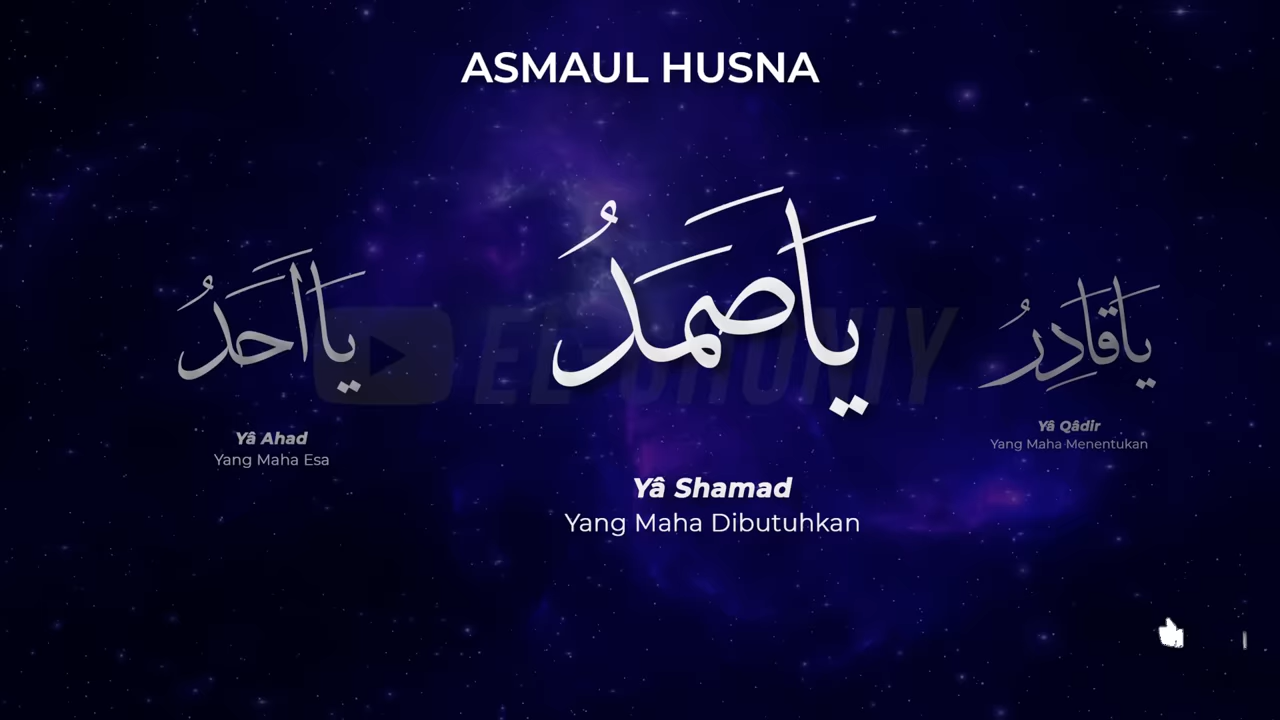 ASMAUL HUSNA
يَا اَحَدُ
Yâ Ahad
Yang Maha Esa
يَا صَمَدُ
Yâ Shamad
Yang Maha Dibutuhkan
يَا قَادِرُ
Yâ Qâdir
Yang Maha Menentukan